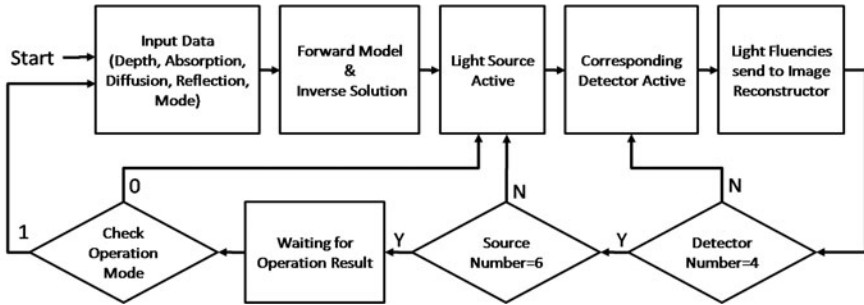 Start
Input Data
(Depth, Absorption,
Diffusion, Reflection,
Mode)
Forward Model
&
Inverse Solution
Light Source
Active
Corresponding
Detector Active
Light Fluencies
send to Image
Reconstructor
0
N
N
1
Check
Operation
Mode
Waiting for
Operation Result
Y
Source
Number=6
Y
Detector
Number=4